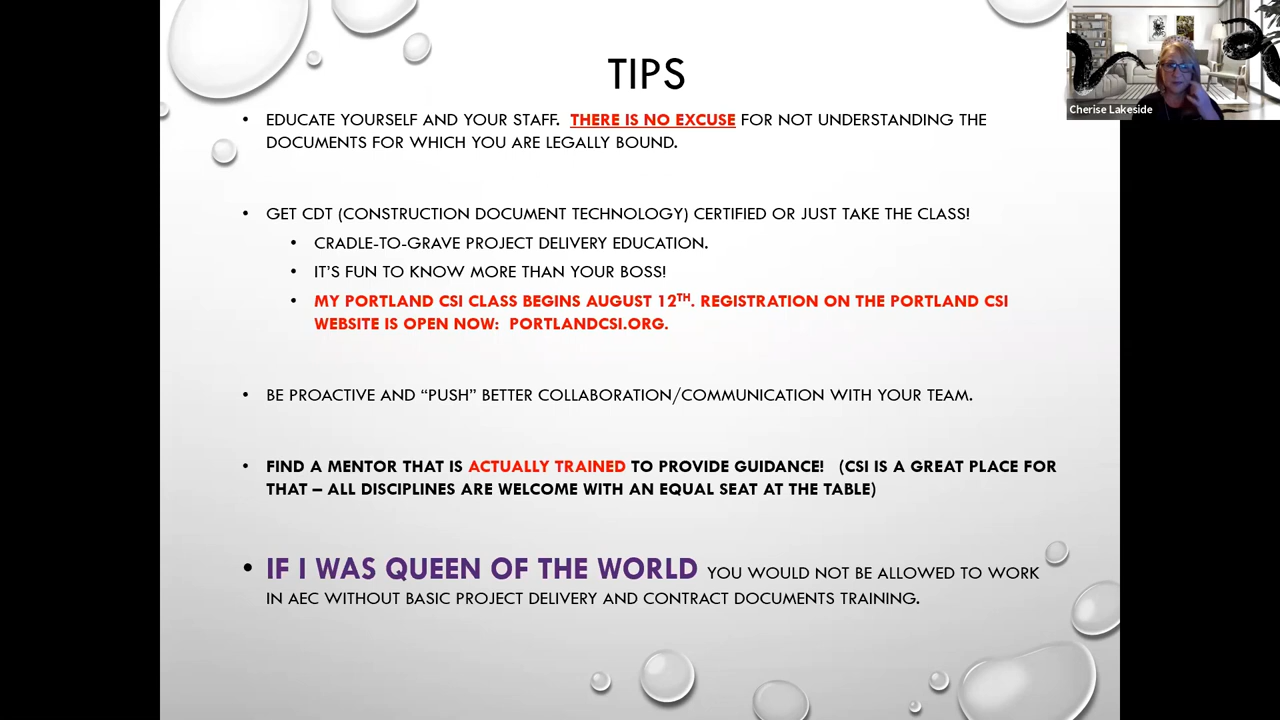 TIPS
Cherise Lakeside
• EDUCATE YOURSELF AND YOUR STAFF. THERE IS NO EXCUSE FOR NOT UNDERSTANDING THE
DOCUMENTS FOR WHICH YOU ARE LEGALLY BOUND.
• GET CDT (CONSTRUCTION DOCUMENT TECHNOLOGY) CERTIFIED OR JUST TAKE THE CLASS!
• CRADLE-TO-GRAVE PROJECT DELIVERY EDUCATION.
• IT'S FUN TO KNOW MORE THAN YOUR BOSS!
• MY PORTLAND CSI CLASS BEGINS AUGUST 12TH. REGISTRATION ON THE PORTLAND CSI
WEBSITE IS OPEN NOW: PORTLANDCSI.ORG.
• BE PROACTIVE AND “PUSH” BETTER COLLABORATION/COMMUNICATION WITH YOUR TEAM.
• FIND A MENTOR THAT IS ACTUALLY TRAINED TO PROVIDE GUIDANCE! (CSI IS A GREAT PLACE FOR
THAT – ALL DISCIPLINES ARE WELCOME WITH AN EQUAL SEAT AT THE TABLE)
• IF I WAS QUEEN OF THE WORLD YOU WOULD NOT BE ALLOWED TO WORK
IN AEC WITHOUT BASIC PROJECT DELIVERY AND CONTRACT DOCUMENTS TRAINING.